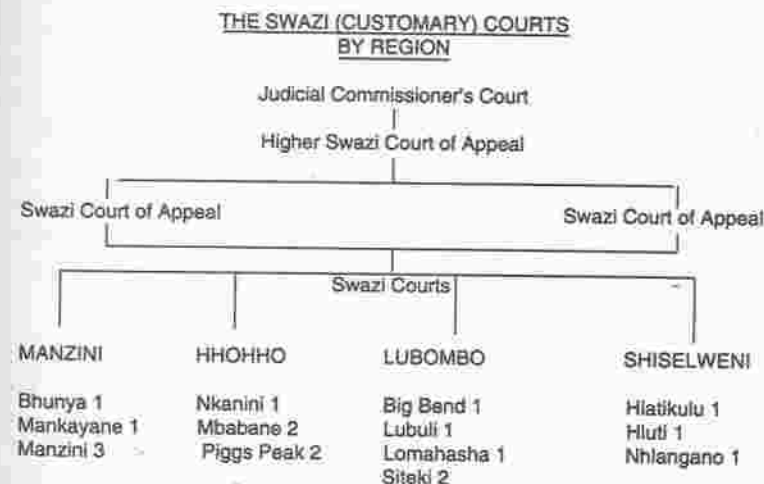 THE SWAZI (CUSTOMARY) COURTS
BY REGION
Judicial Commissioner's Court
Higher Swazi Court of Appeal
Swazi Court of Appeal
Swazi Court of Appeal
Swazi Courts
MANZINI
Bhunya 1
Mankayane 1
Manzini 3
HHOHHO
Nkanini 1
Mbabane 2
Piggs Peak 2
LUBOMBO
Big Bend 1
Lubuli 1
Lomahasha 1
Siteki 2
SHISELWENI
Hlatikulu 1
Hluti 1
Nhlangano 1